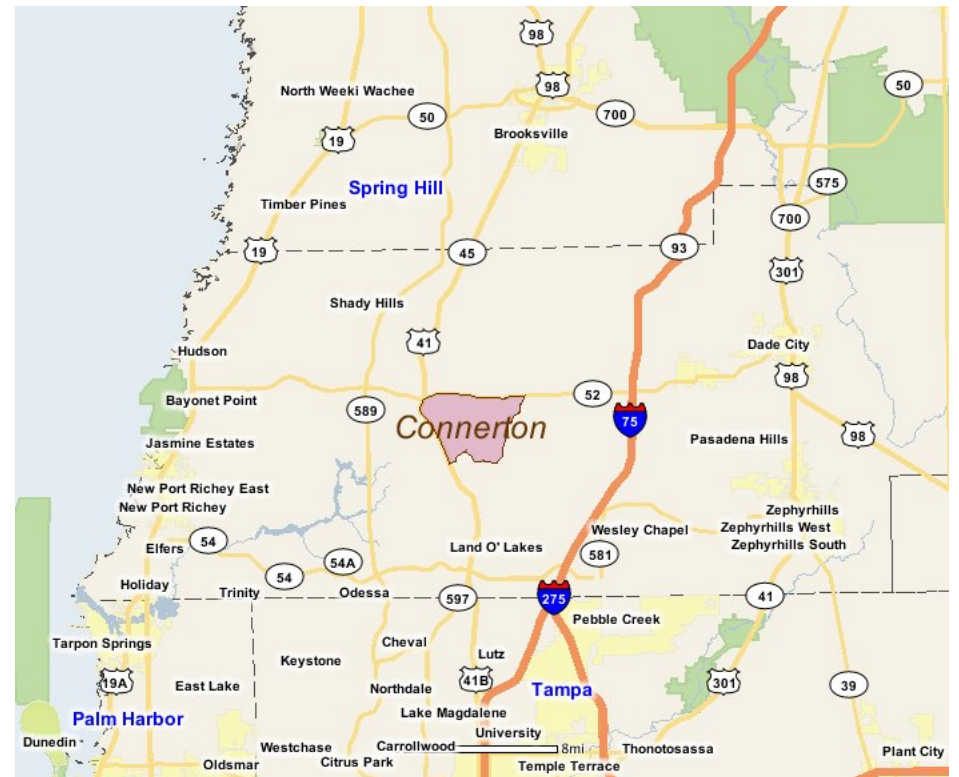 98
98
50
North Weeki Wachee
50
700
19
Brooksville
Spring Hill
575
Timber Pines
700
19
45
93
301
Shady Hills
41
Dade City
Hudson
98
52
Bayonet Point
589
75
Connerton
98
Jasmine Estates
Pasadena Hills
New Port Richey East
New Port Richey
Zephyrhills
Wesley Chapel
Zephyrhills West
54
Elfers
Land O' Lakes
Zephyrhills South
581
54A
54
Holiday
Trinity
Odessa
597
275
41
Pebble Creek
Tarpon Springs
Cheval
Lutz
Keystone
19A
East Lake
Northdale
41B
Tampa
301
39
Palm Harbor
Lake Magdalene
University
Dunedin
Westchase
Carrollwood
8mi
Thonotosassa
Plant City
Oldsmar
Citrus Park
Temple Terrace